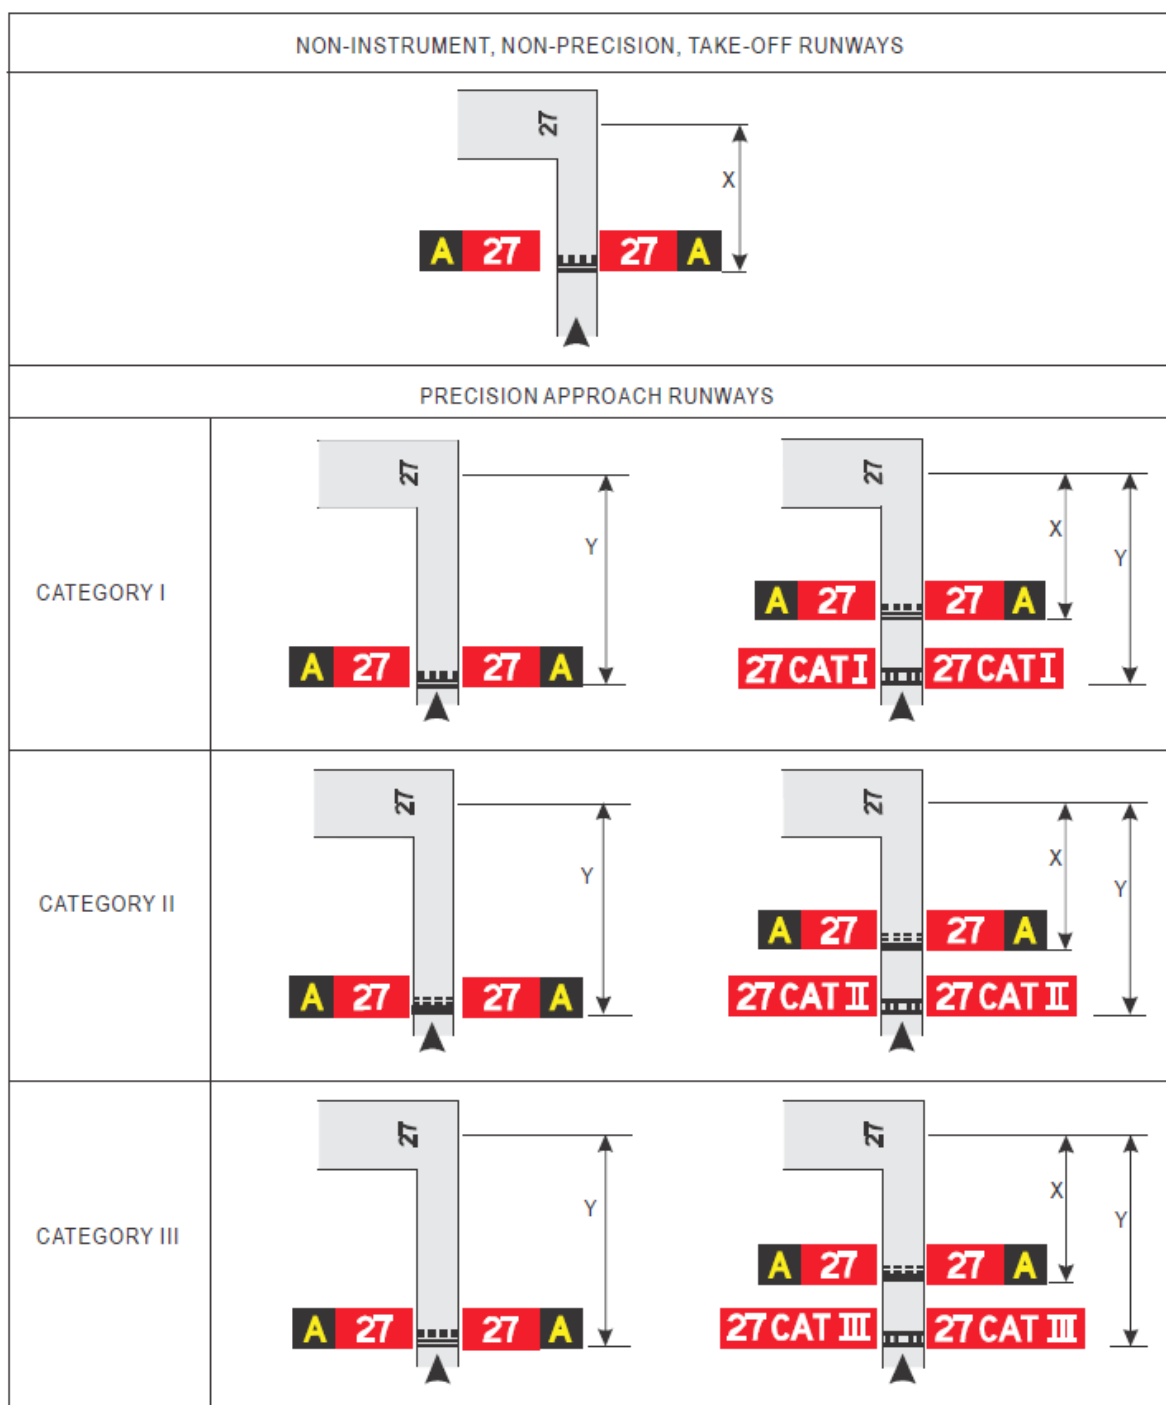 NON-INSTRUMENT, NON-PRECISION, TAKE-OFF RUNWAYS
27
X
A 27 27 A
PRECISION APPROACH RUNWAYS
CATEGORY I
27
Y
A 27 27 A
27
X
Y
A 27 27 A
27 CAT I 27 CAT I
CATEGORY II
27
Y
A 27 27 A
27
X
Y
A 27 27 A
27 CAT II 27 CAT II
CATEGORY III
27
Y
A 27 27 A
27
X
Y
A 27 27 A
27 CAT III 27 CAT III